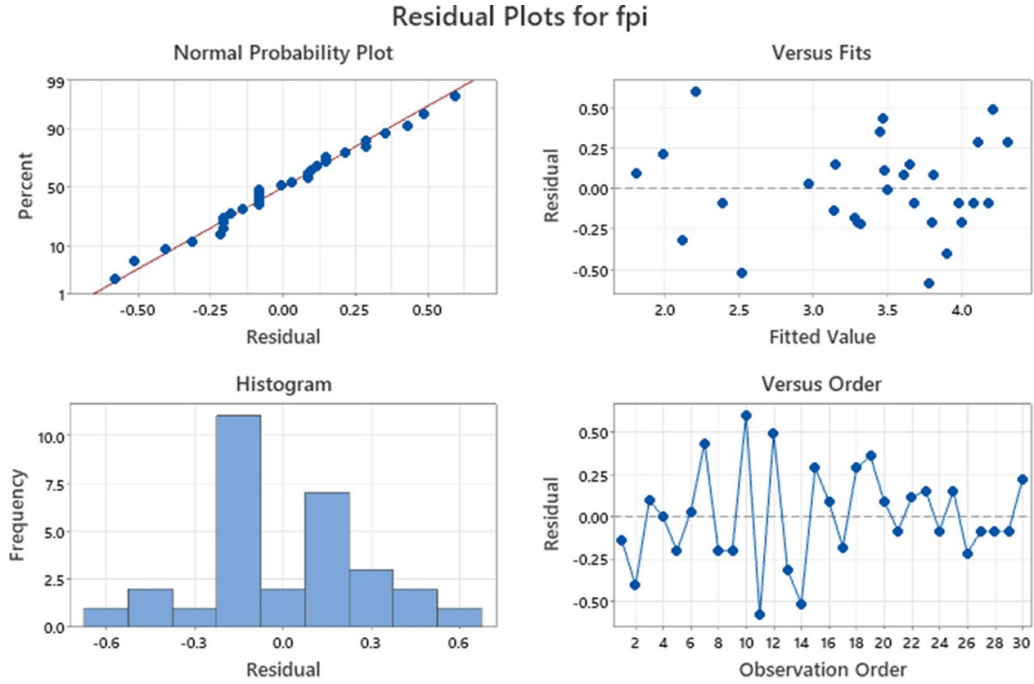 Residual Plots for fpi
Normal Probability Plot
99
90
50
10
1
Percent
-0.50 -0.25 0.00 0.25 0.50
Residual
Versus Fits
0.50
0.25
0.00
-0.25
-0.50
Residual
2.0 2.5 3.0 3.5 4.0
Fitted Value
Histogram
10.0
7.5
5.0
2.5
0.0
Frequency
-0.6 -0.3 0.0 0.3 0.6
Residual
Versus Order
0.50
0.25
0.00
-0.25
-0.50
Residual
2 4 6 8 10 12 14 16 18 20 22 24 26 28 30
Observation Order